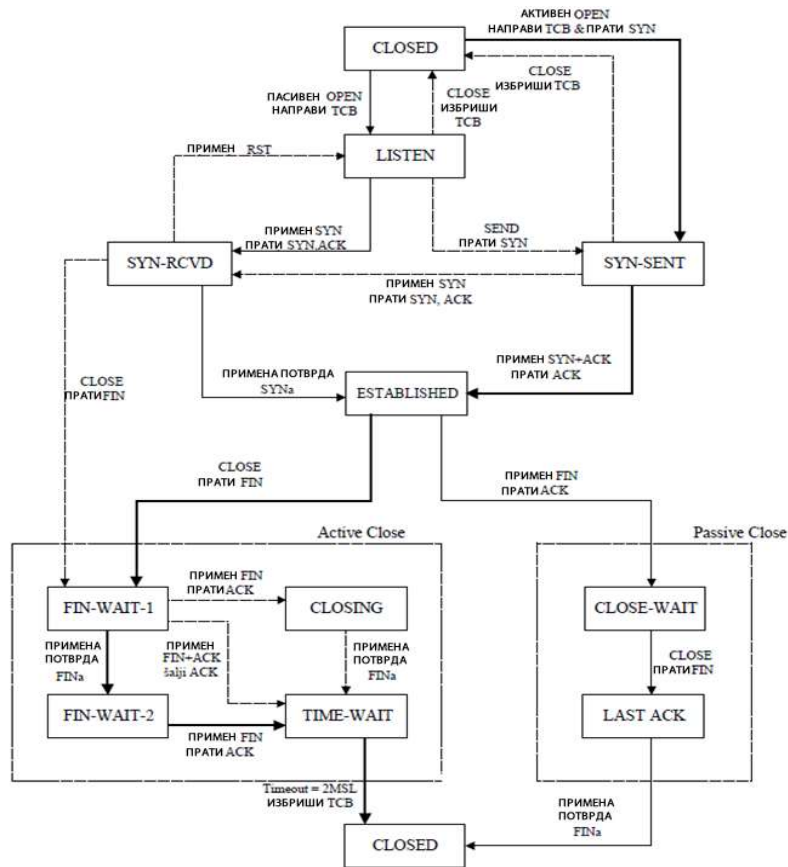 АКТИВЕН OPEN
НАПРАВИ TCB & ПРАТИ SYN
CLOSED
CLOSE
ИЗБРИШИ TCB
ПАСИВЕН OPEN
НАПРАВИ TCB
CLOSE
ИЗБРИШИ
TCB
ПРИМЕН RST
LISTEN
ПРИМЕН SYN
ПРАТИ SYN,ACK
SEND
ПРАТИ SYN
SYN-RCVD
SYN-SENT
ПРИМЕН SYN
ПРАТИ SYN, ACK
ПРИМЕНА ПОТВРДА
SYNa
ПРИМЕН SYN+ACK
ПРАТИ ACK
CLOSE
ПРАТИ FIN
ESTABLISHED
CLOSE
ПРАТИ FIN
ПРИМЕН FIN
ПРАТИ ACK
Active Close
Passive Close
ПРИМЕН FIN
ПРАТИ ACK
FIN-WAIT-1
CLOSING
CLOSE-WAIT
ПРИМЕНА
ПОТВРДА
FINa
ПРИМЕН
FIN+ACK
šalji ACK
ПРИМЕНА
ПОТВРДА
FINa
CLOSE
ПРАТИ FIN
FIN-WAIT-2
TIME-WAIT
LAST ACK
ПРИМЕН FIN
ПРАТИ ACK
Timeout = 2MSL
ИЗБРИШИ TCB
ПРИМЕНА
ПОТВРДА
FINa
CLOSED